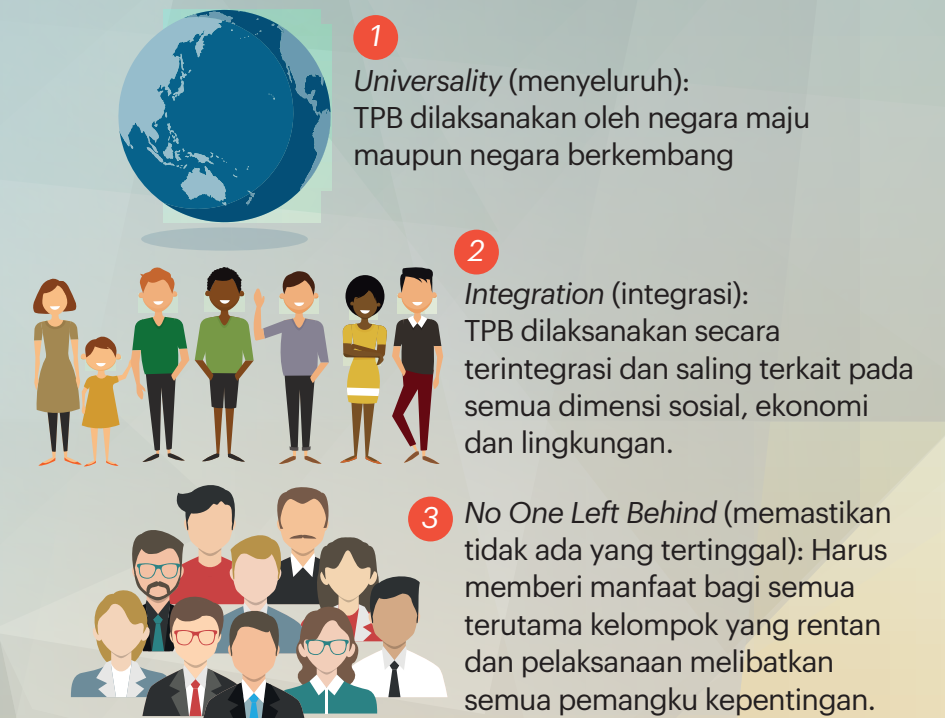 1
Universality (menyeluruh):
TPB dilaksanakan oleh negara maju
maupun negara berkembang
2
Integration (integrasi):
TPB dilaksanakan secara
terintegrasi dan saling terkait pada
semua dimensi sosial, ekonomi
dan lingkungan.
3
No One Left Behind (memastikan
tidak ada yang tertinggal): Harus
memberi manfaat bagi semua
terutama kelompok yang rentan
dan pelaksanaan melibatkan
semua pemangku kepentingan.